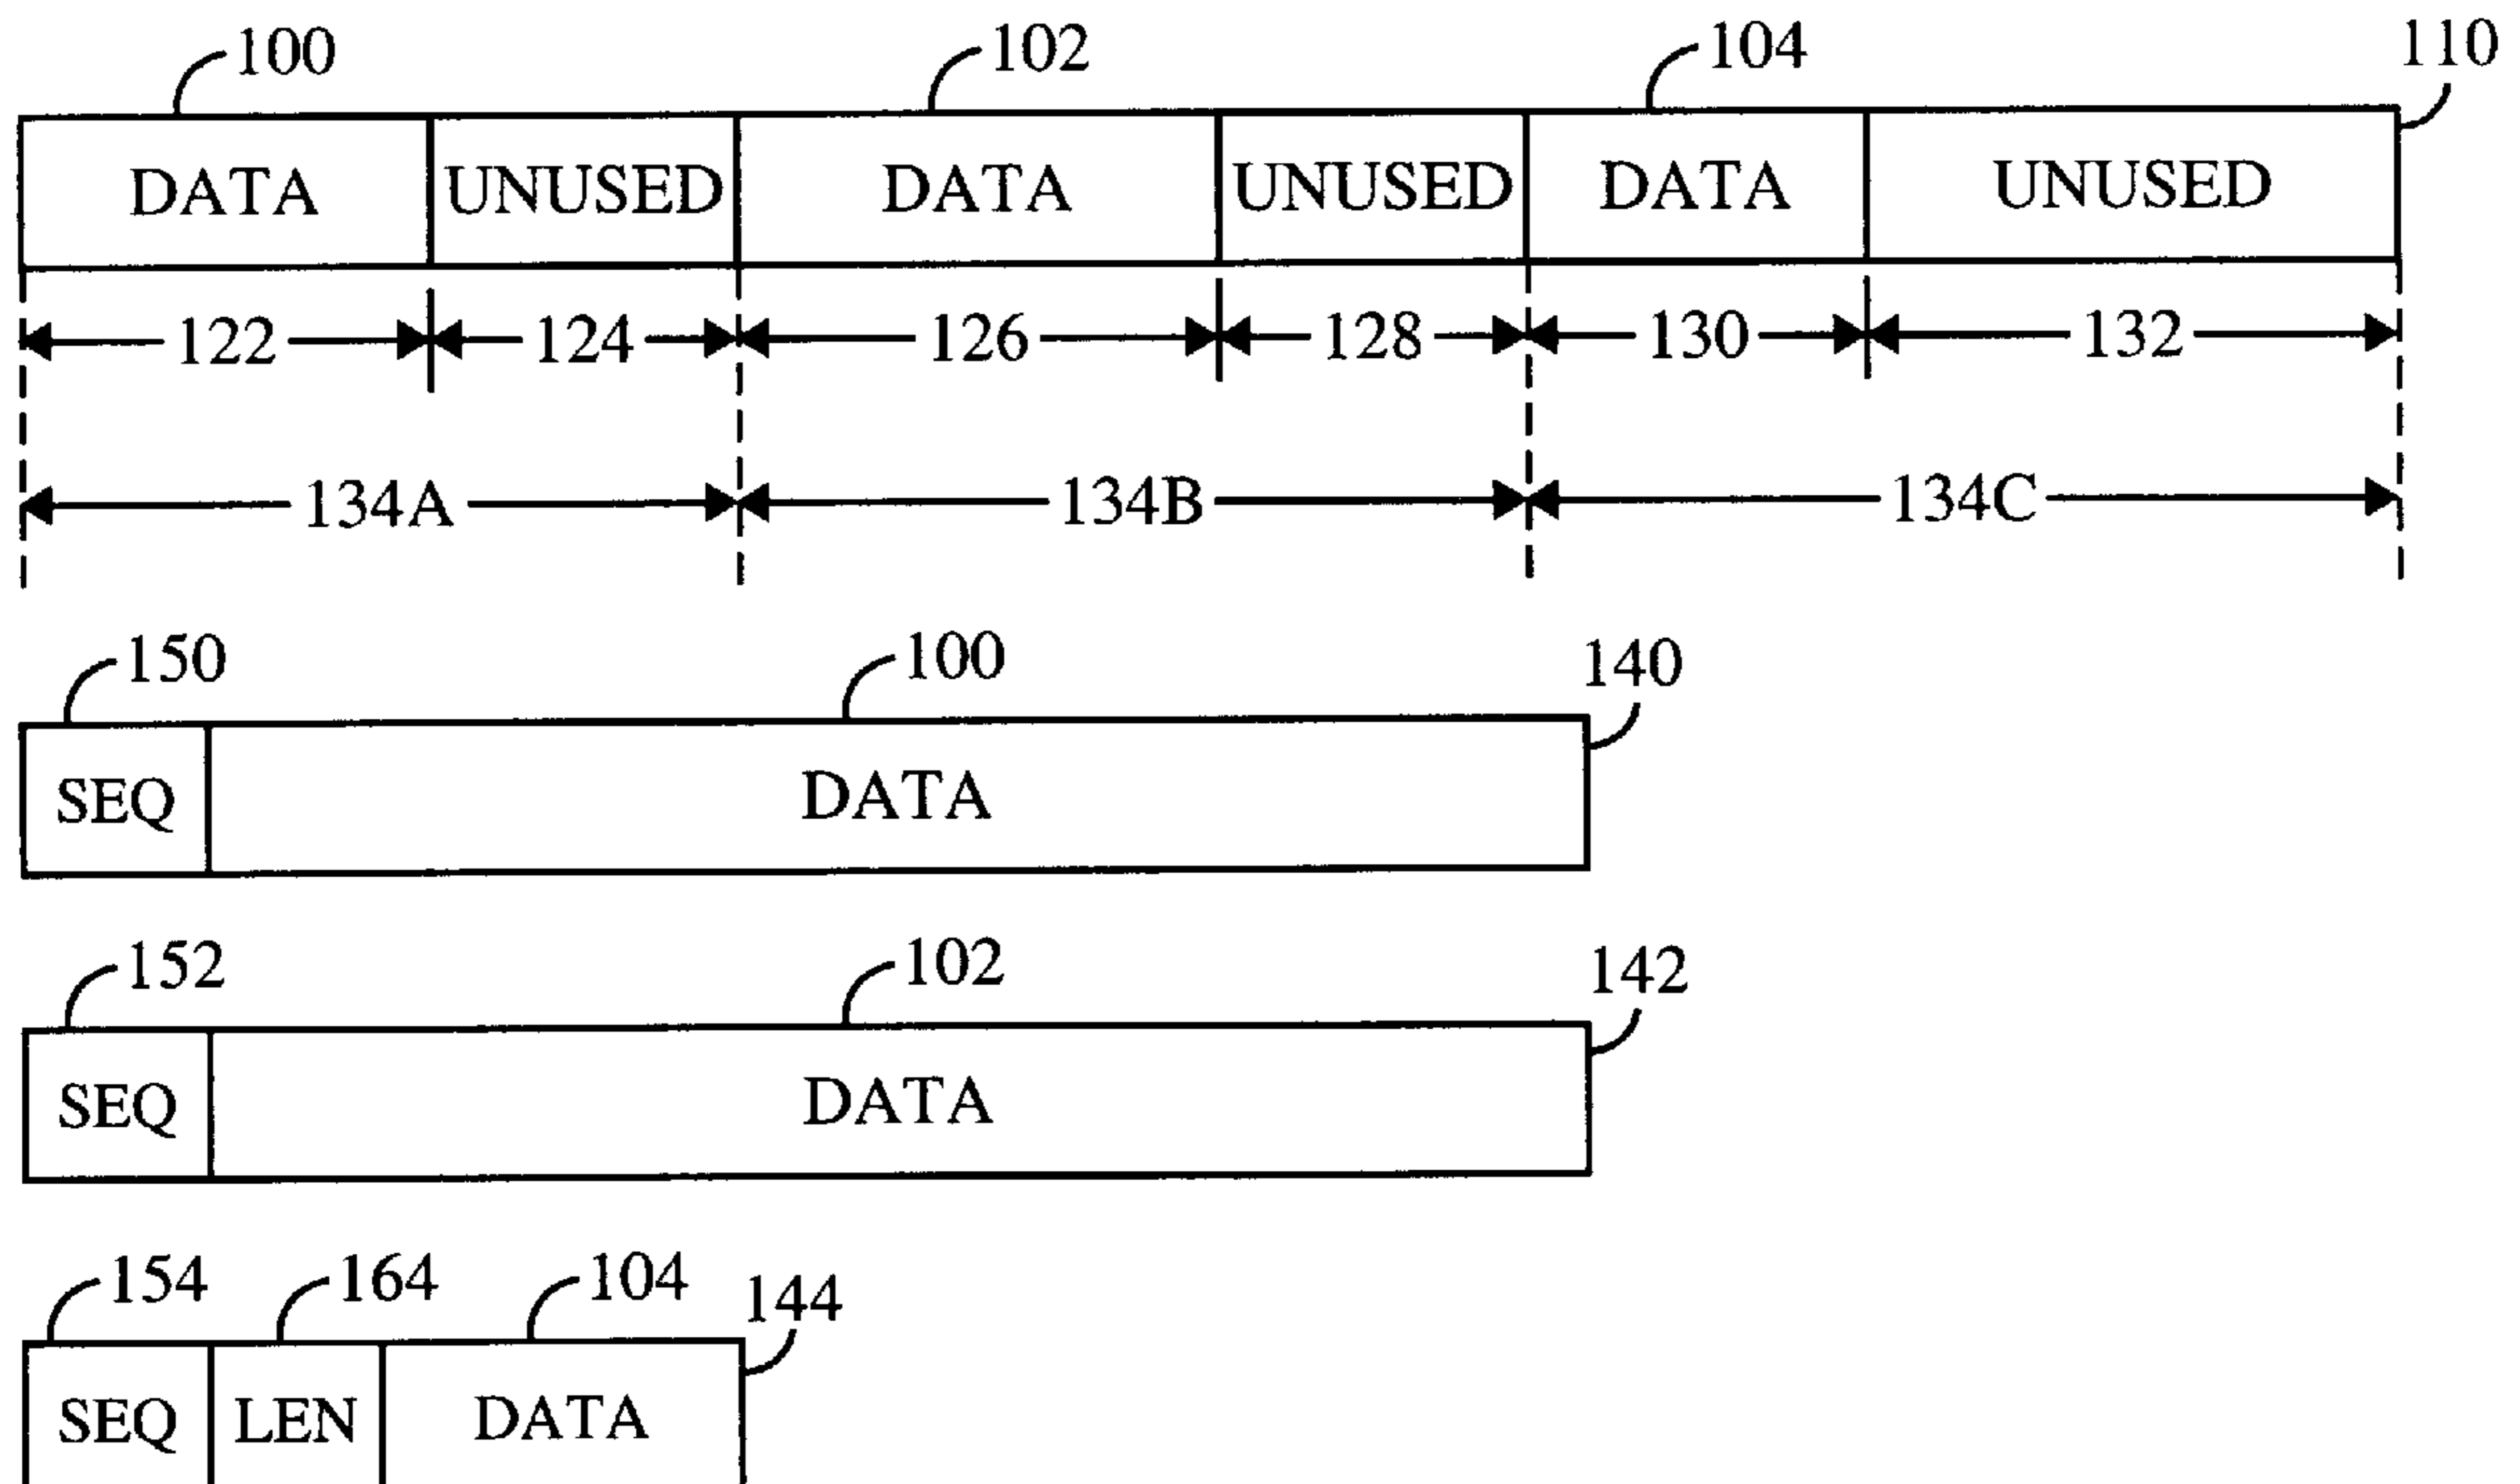 100 102 104 110
DATA UNUSED DATA UNUSED DATA UNUSED
122 124 126 128 130 132
134A 134B 134C
150 100 140
SEQ DATA
152 102 142
SEQ DATA
154 164 104 144
SEQ LEN DATA